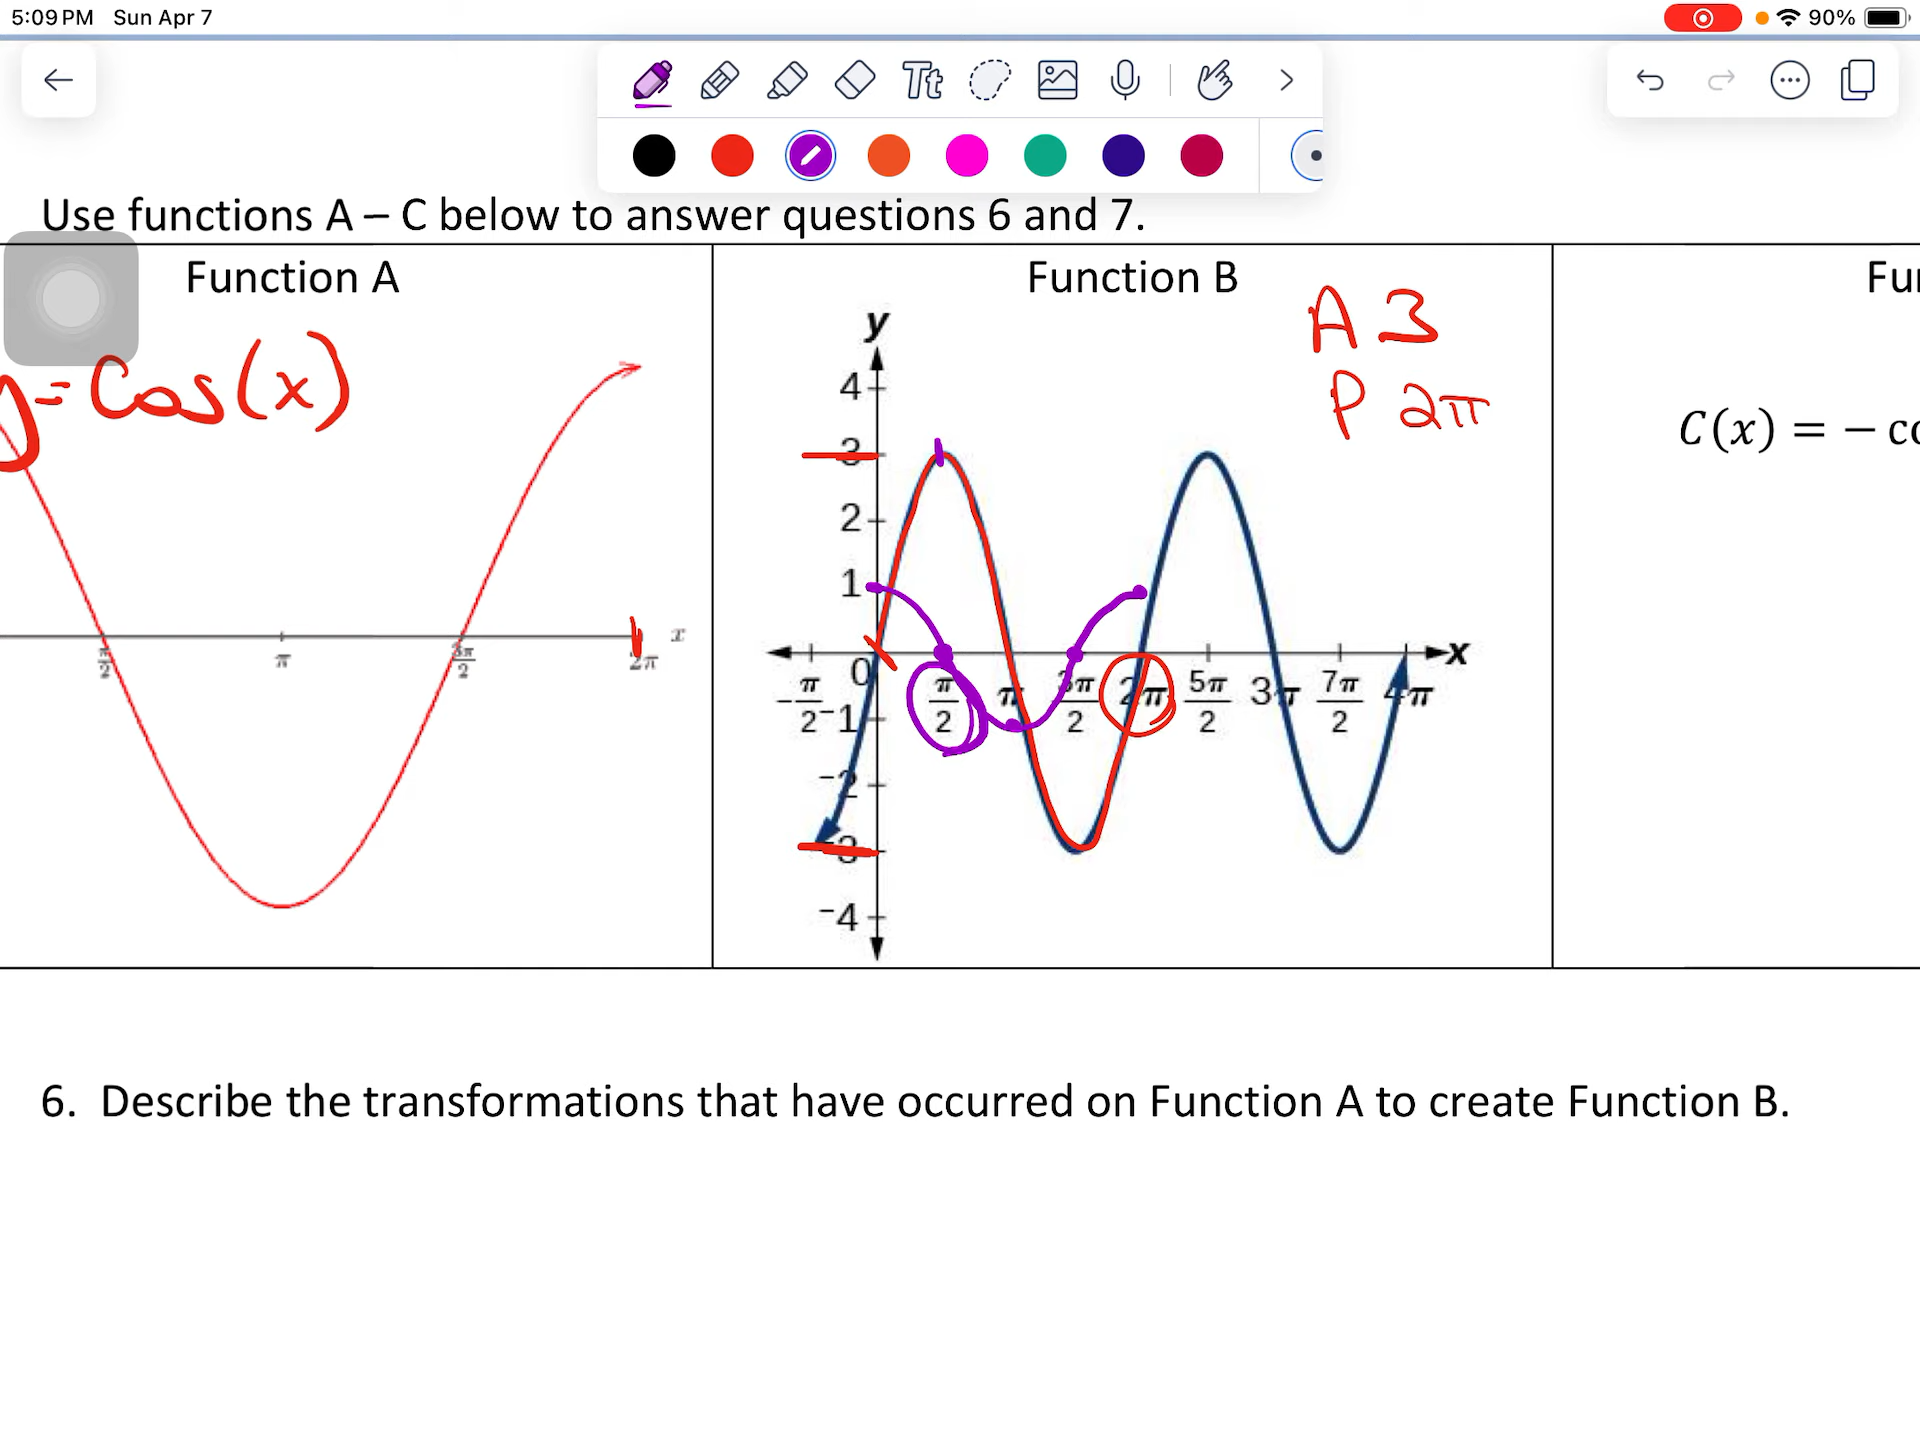 5:09 PM Sun Apr 7 90%
Tt
Use functions A – C below to answer questions 6 and 7.
Function A
y = Cos(x)
π/2 π 3π/2 2π x
Function B
A 3
P 2π
y
4
3
2
1
0
-π/2 π/2 π 3π/2 2π 5π/2 3π 7π/2 4π x
-1
-2
-3
-4
C(x) = −
6. Describe the transformations that have occurred on Function A to create Function B.